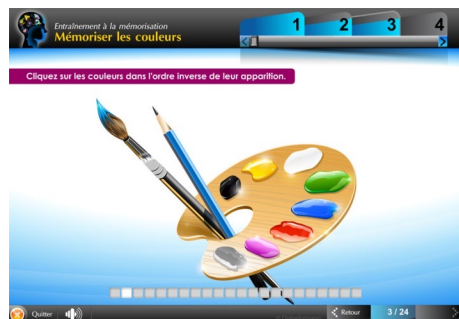 Entraînement à la mémorisation
Mémoriser les couleurs
1 2 3 4
Cliquez sur les couleurs dans l'ordre inverse de leur apparition.
Quitter
Retour
3 / 24